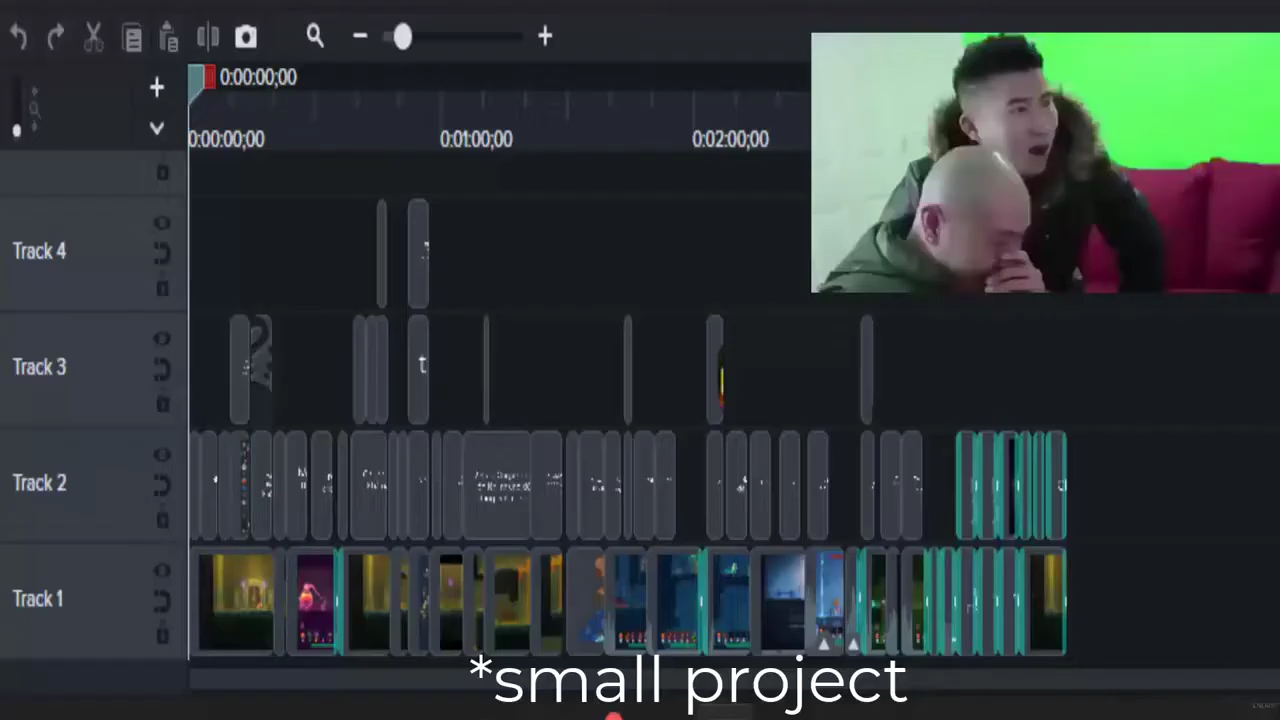 0:00:00;00
0:00:00;00 0:01:00;00 0:02:00;00
Track 4
Track 3
t
Track 2
Track 1
*small project